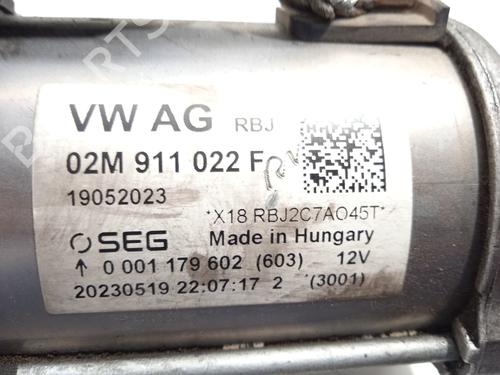 VW AG RBJ
02M 911 022 F
19052023
*X18 RBJ2C7AO45T*
SEG Made in Hungary
↑ 0 001 179 602 (603) 12V
20230519 22:07:17 2 (3001)